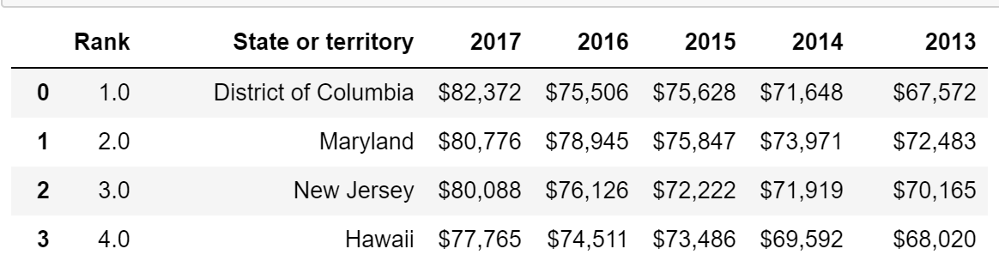 Rank State or territory 2017 2016 2015 2014 2013
0 1.0 District of Columbia $82,372 $75,506 $75,628 $71,648 $67,572
1 2.0 Maryland $80,776 $78,945 $75,847 $73,971 $72,483
2 3.0 New Jersey $80,088 $76,126 $72,222 $71,919 $70,165
3 4.0 Hawaii $77,765 $74,511 $73,486 $69,592 $68,020